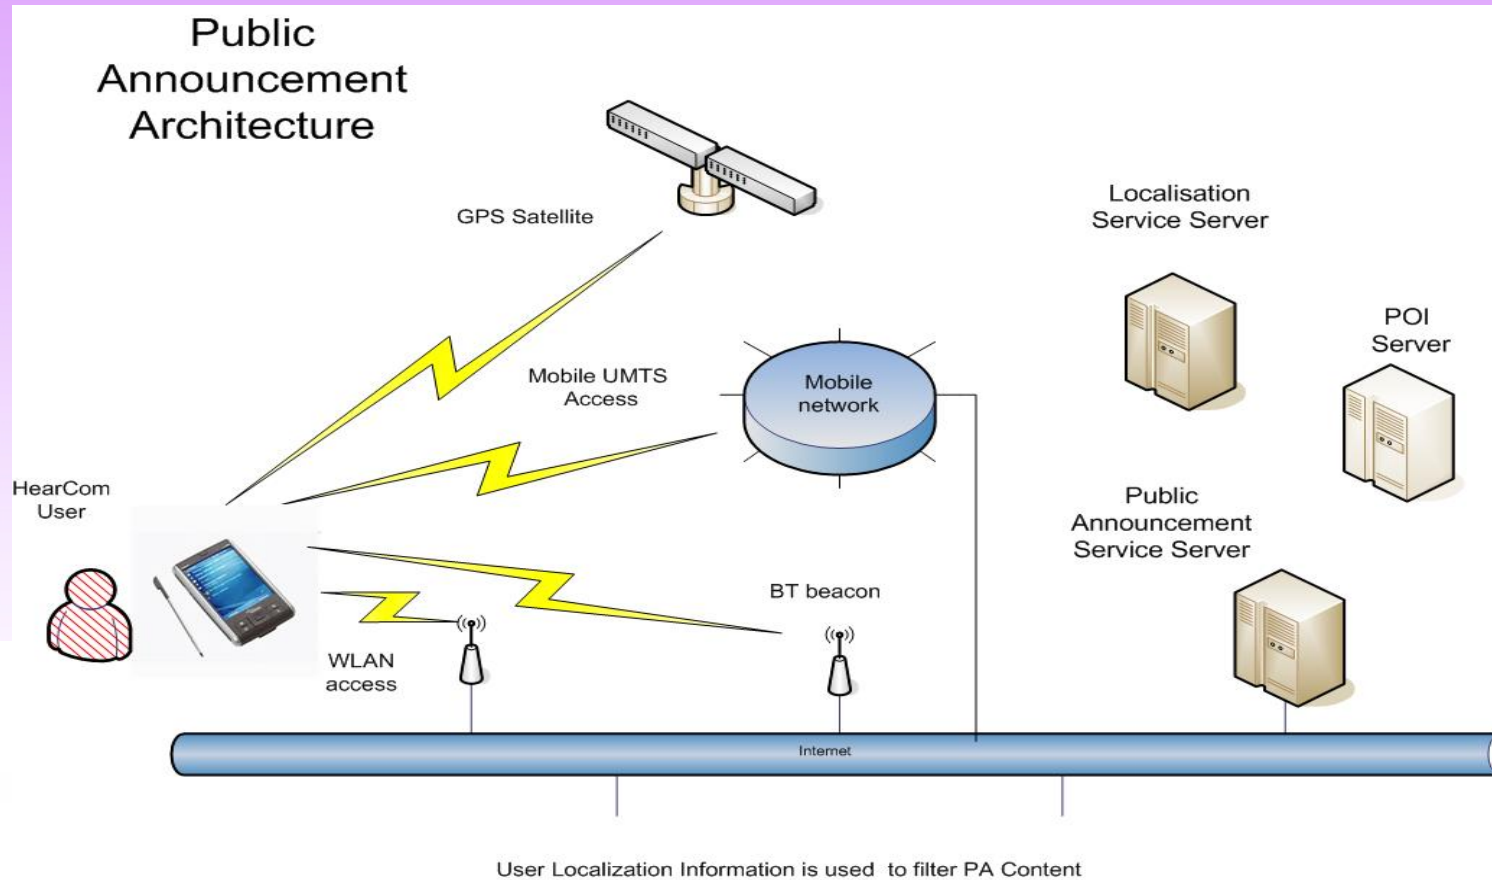 Public
Announcement
Architecture
GPS Satellite
Localisation
Service Server
POI
Server
Mobile UMTS
Access
Mobile
network
HearCom
User
Public
Announcement
Service Server
BT beacon
WLAN
access
Internet
User Localization Information is used  to filter PA Content